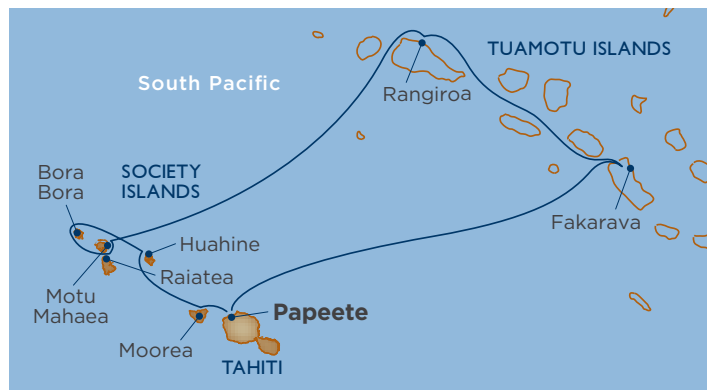 TUAMOTU ISLANDS
South Pacific
Rangiroa
Bora
Bora
SOCIETY
ISLANDS
Fakarava
Huahine
Raiatea
Motu
Mahaea
Papeete
Moorea
TAHITI